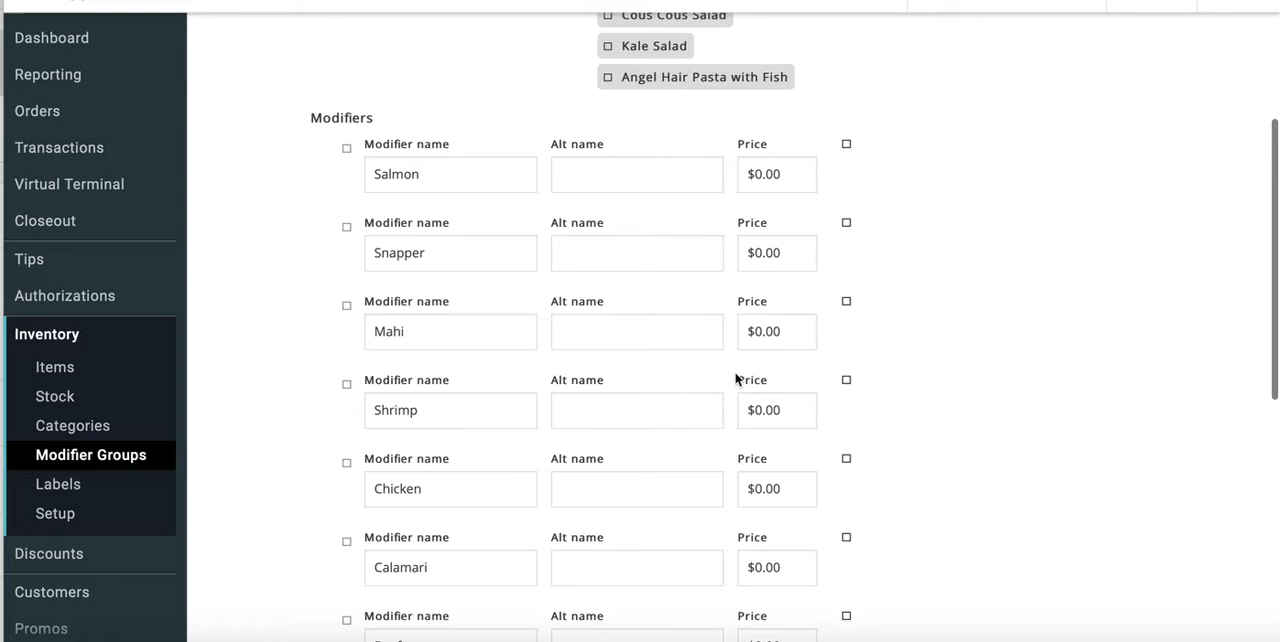 Dashboard
Reporting
Orders
Transactions
Virtual Terminal
Closeout
Tips
Authorizations
Inventory
Items
Stock
Categories
Modifier Groups
Labels
Setup
Discounts
Customers
Promos
Cous Cous Salad
Kale Salad
Angel Hair Pasta with Fish
Modifiers
Modifier name Alt name Price
Salmon $0.00
Modifier name Alt name Price
Snapper $0.00
Modifier name Alt name Price
Mahi $0.00
Modifier name Alt name Price
Shrimp $0.00
Modifier name Alt name Price
Chicken $0.00
Modifier name Alt name Price
Calamari $0.00
Modifier name Alt name Price